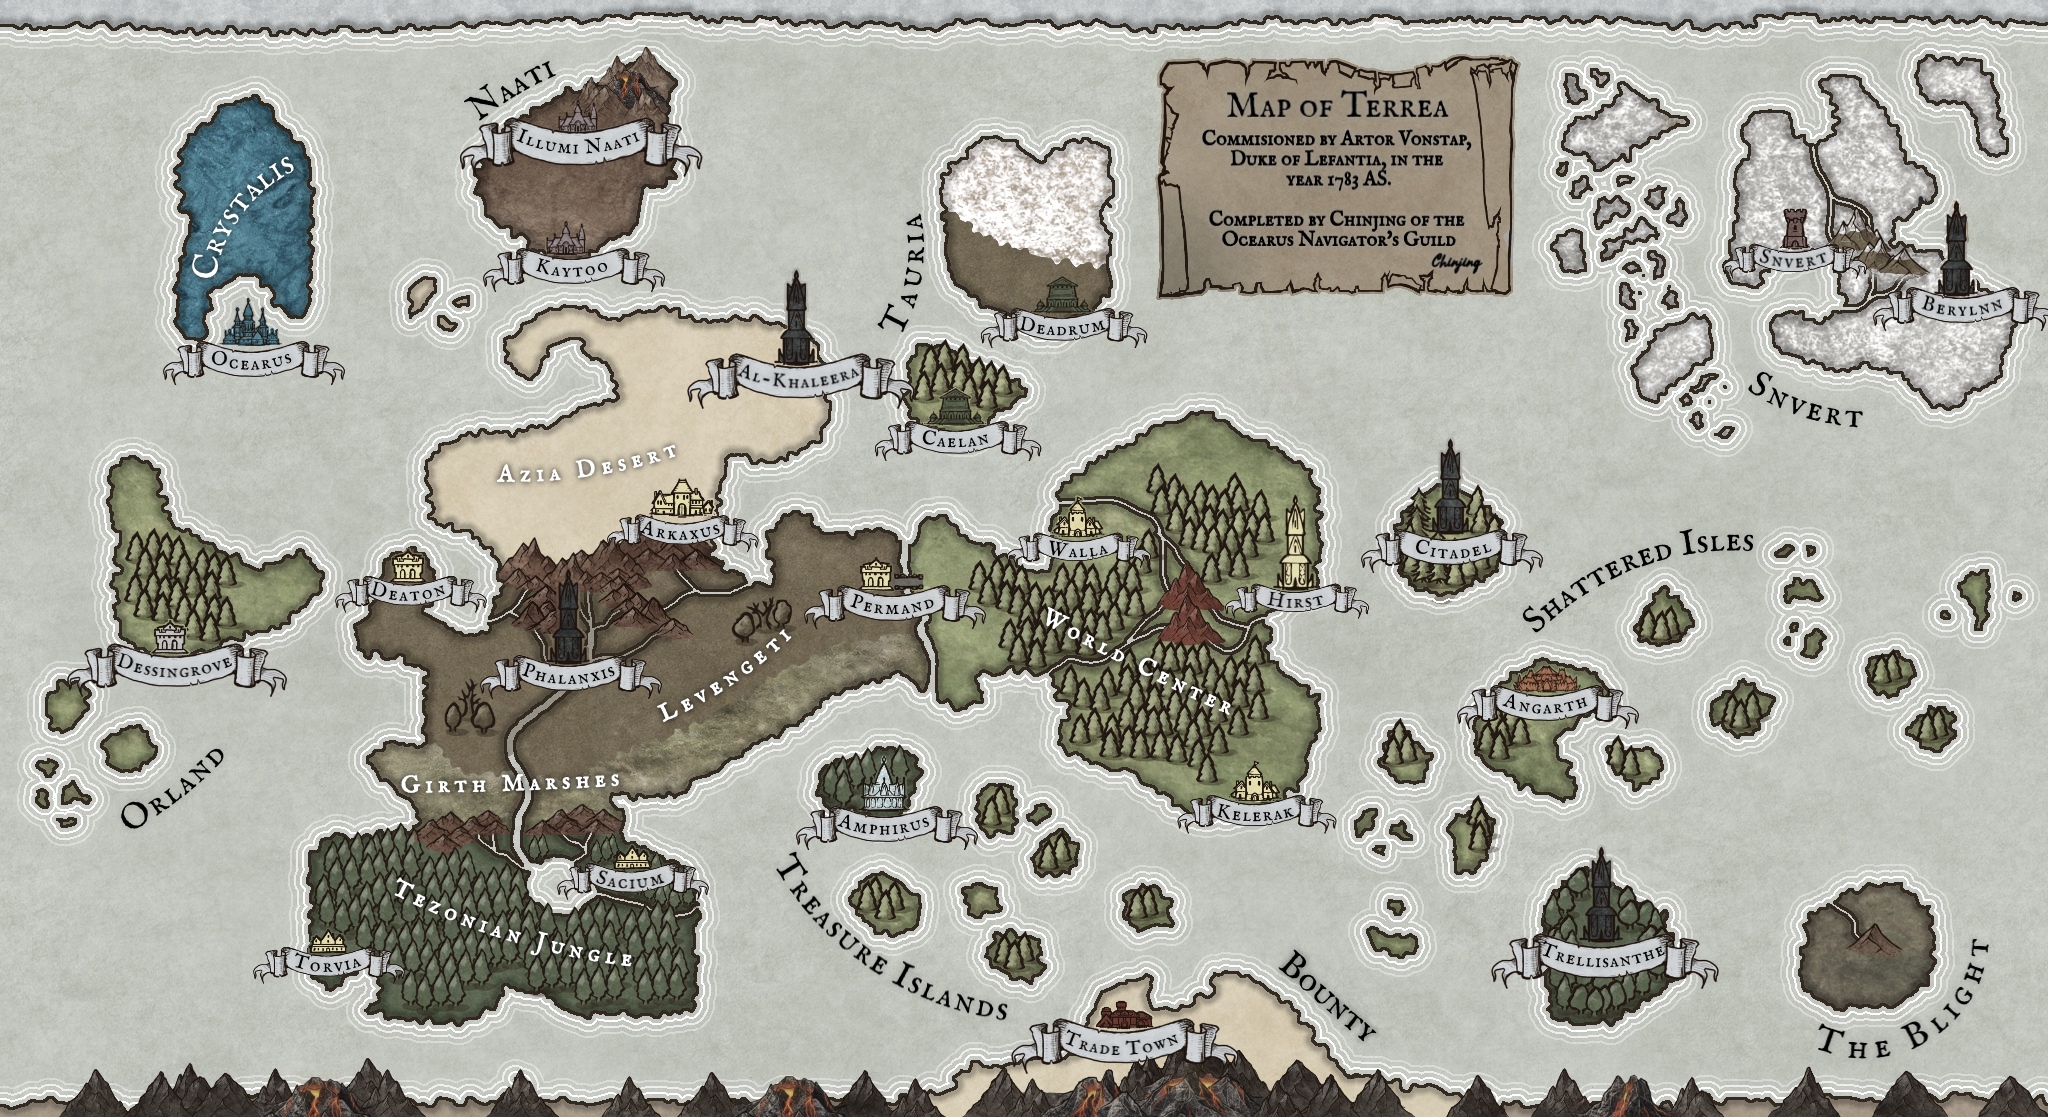 Naati
Illumi Naati
Kaytoo
Crystalis
Ocearus
Map of Terrea
Commisioned by Artor Vonstap,
Duke of Lefantia, in the
year 1783 AS.
Completed by Chinjing of the
Ocearus Navigator's Guild
Chinjing
Tauria
Deadrum
Caelan
Snvert
Berylnn
Snvert
Al-Khaleera
Azia Desert
Arkaxus
Deaton
Dessingrove
Orland
Phalanxis
Levengeti
Permand
Walla
World Center
Hirst
Citadel
Shattered Isles
Angarth
Girth Marshes
Amphirus
Kelerak
Sacium
Tezonian Jungle
Torvia
Treasure Islands
Bounty
Trade Town
Trellisanthe
The Blight